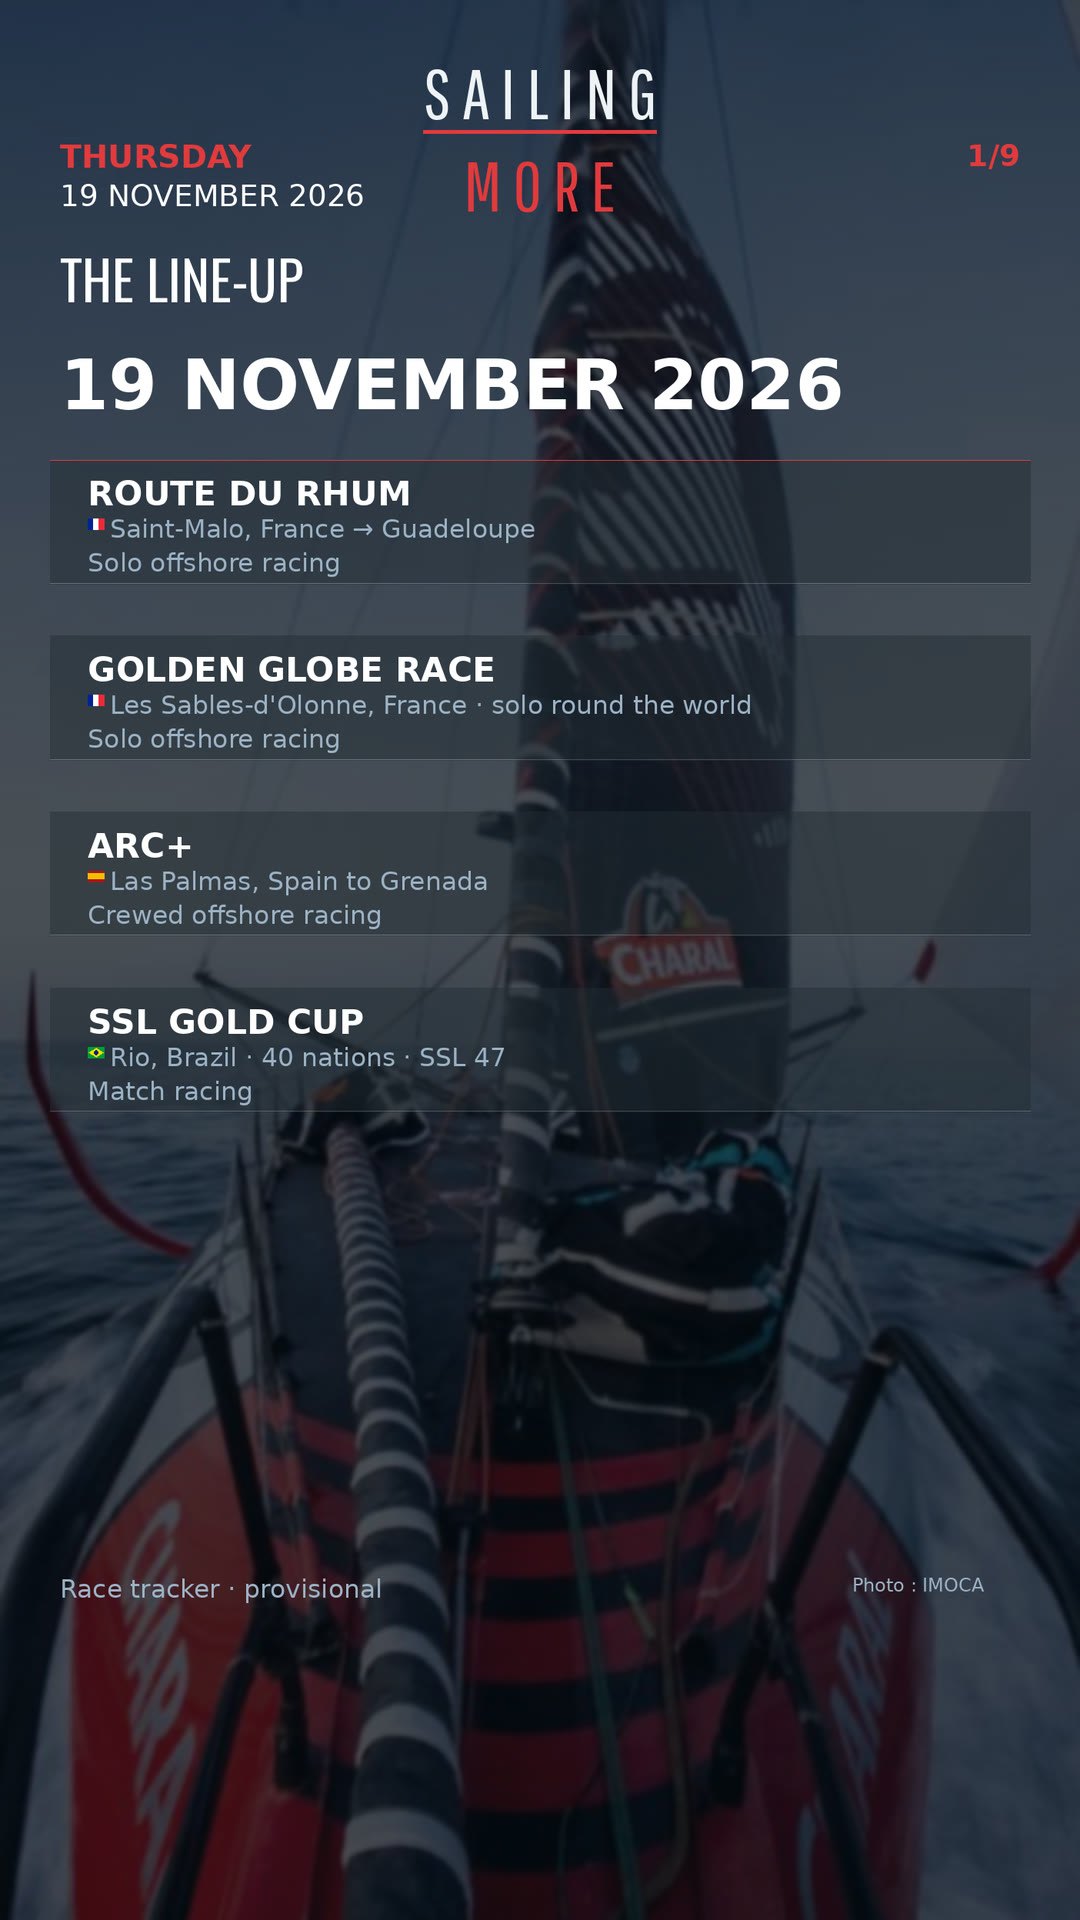 SAILING
MORE
THURSDAY
19 NOVEMBER 2026
1/9
THE LINE-UP
19 NOVEMBER 2026
ROUTE DU RHUM
Saint-Malo, France → Guadeloupe
Solo offshore racing
GOLDEN GLOBE RACE
Les Sables-d'Olonne, France · solo round the world
Solo offshore racing
ARC+
Las Palmas, Spain to Grenada
Crewed offshore racing
CHARAL
SSL GOLD CUP
Rio, Brazil · 40 nations · SSL 47
Match racing
Race tracker · provisional
Photo : IMOCA
CHARAL
CHARAL